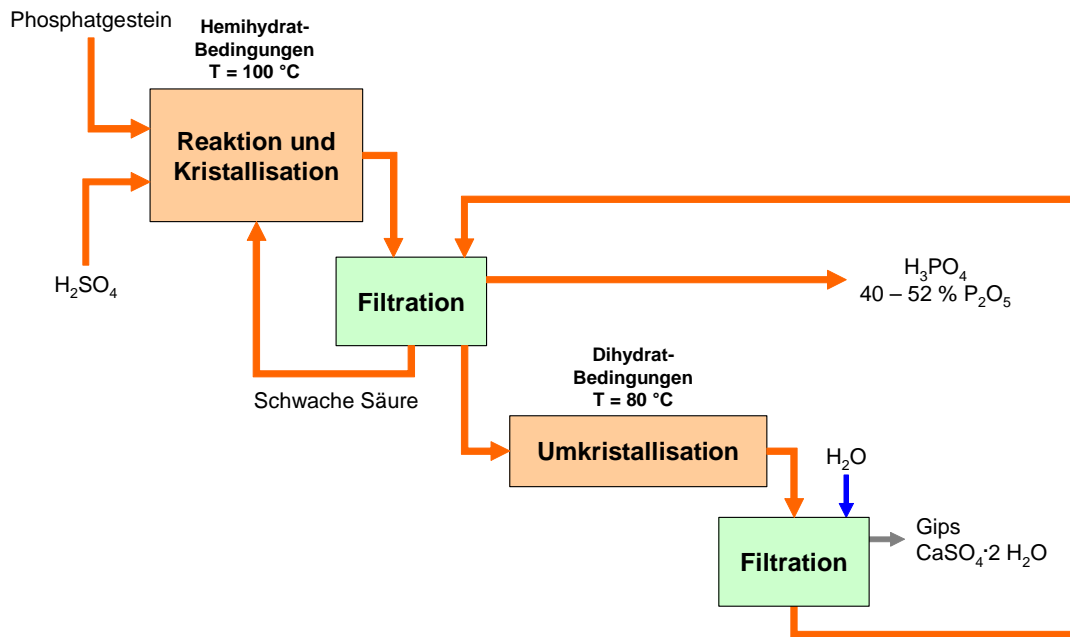 Phosphatgestein
Hemihydrat-
Bedingungen
T = 100 °C
Reaktion und
Kristallisation
H₂SO₄
Filtration
H₃PO₄
40 – 52 % P₂O₅
Schwache Säure
Dihydrat-
Bedingungen
T = 80 °C
Umkristallisation
H₂O
Filtration
Gips
CaSO₄·2 H₂O